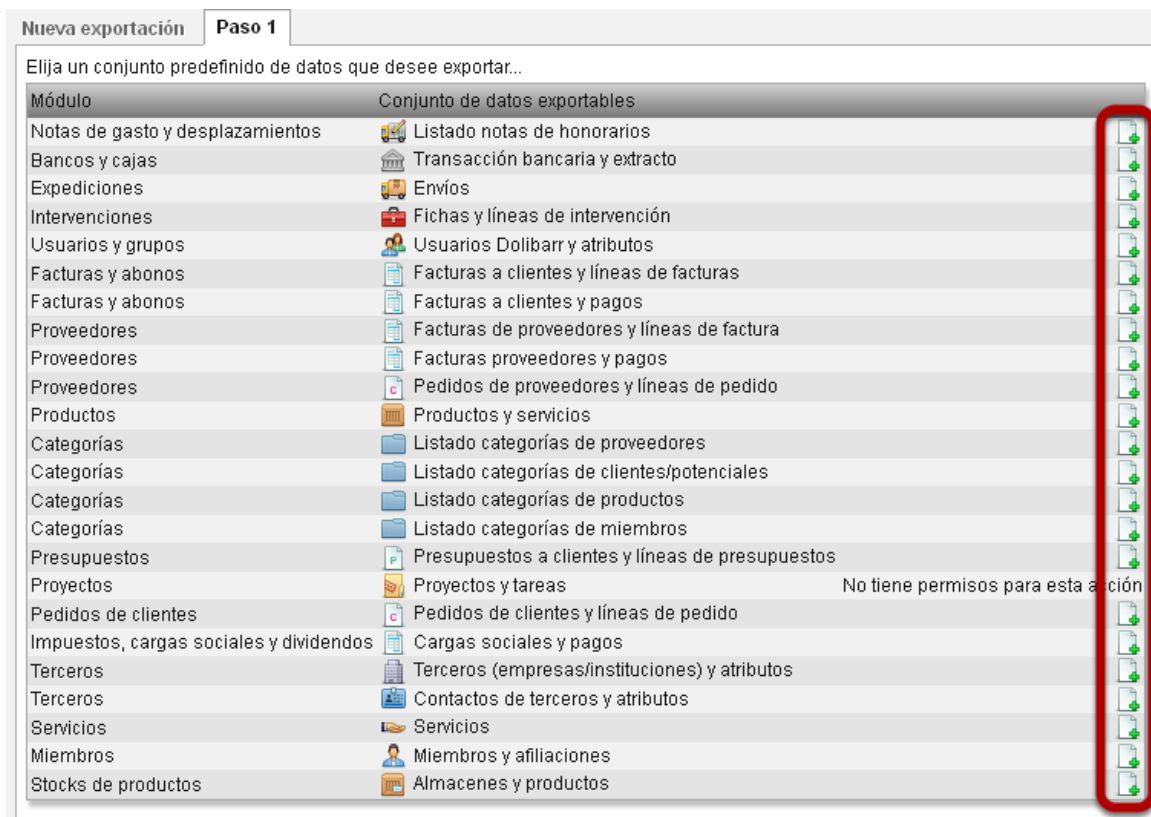 Nueva exportación Paso 1
Elija un conjunto predefinido de datos que desee exportar...
Módulo Conjunto de datos exportables
Notas de gasto y desplazamientos Listado notas de honorarios
Bancos y cajas Transacción bancaria y extracto
Expediciones Envíos
Intervenciones Fichas y líneas de intervención
Usuarios y grupos Usuarios Dolibarr y atributos
Facturas y abonos Facturas a clientes y líneas de facturas
Facturas y abonos Facturas a clientes y pagos
Proveedores Facturas de proveedores y líneas de factura
Proveedores Facturas proveedores y pagos
Proveedores C Pedidos de proveedores y líneas de pedido
Productos Productos y servicios
Categorías Listado categorías de proveedores
Categorías Listado categorías de clientes/potenciales
Categorías Listado categorías de productos
Categorías Listado categorías de miembros
Presupuestos P Presupuestos a clientes y líneas de presupuestos
Proyectos Proyectos y tareas No tiene permisos para esta acción
Pedidos de clientes C Pedidos de clientes y líneas de pedido
Impuestos, cargas sociales y dividendos Cargas sociales y pagos
Terceros Terceros (empresas/instituciones) y atributos
Terceros Contactos de terceros y atributos
Servicios Servicios
Miembros Miembros y afiliaciones
Stocks de productos Almacenes y productos